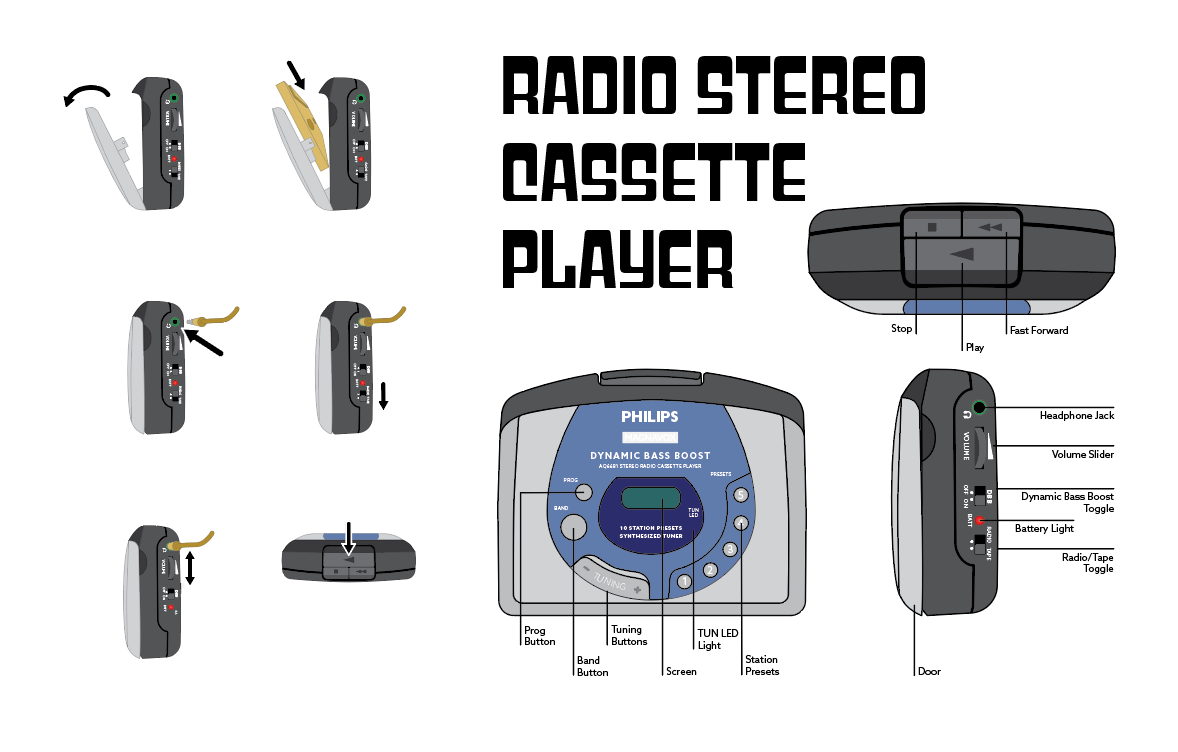 RADIO STEREO
CASSETTE
PLAYER
Stop
Play
Fast Forward
PHILIPS
MAGNAVOX
DYNAMIC BASS BOOST
AQ6681 STEREO RADIO CASSETTE PLAYER
PRESETS
PROG
BAND
TUN
LED
10 STATION PRESETS
SYNTHESIZED TUNER
5
4
3
2
1
- TUNING +
Prog
Button
Band
Button
Tuning
Buttons
Screen
TUN LED
Light
Station
Presets
VOLUME
DBB
OFF ON
BATT
RADIO TAPE
Headphone Jack
Volume Slider
Dynamic Bass Boost
Toggle
Battery Light
Radio/Tape
Toggle
Door